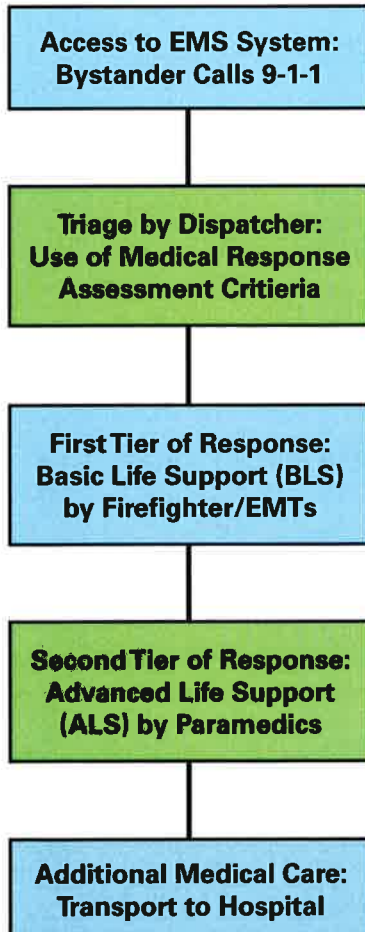 Access to EMS System:
Bystander Calls 9-1-1
Triage by Dispatcher:
Use of Medical Response
Assessment Critieria
First Tier of Response:
Basic Life Support (BLS)
by Firefighter/EMTs
Second Tier of Response:
Advanced Life Support
(ALS) by Paramedics
Additional Medical Care:
Transport to Hospital